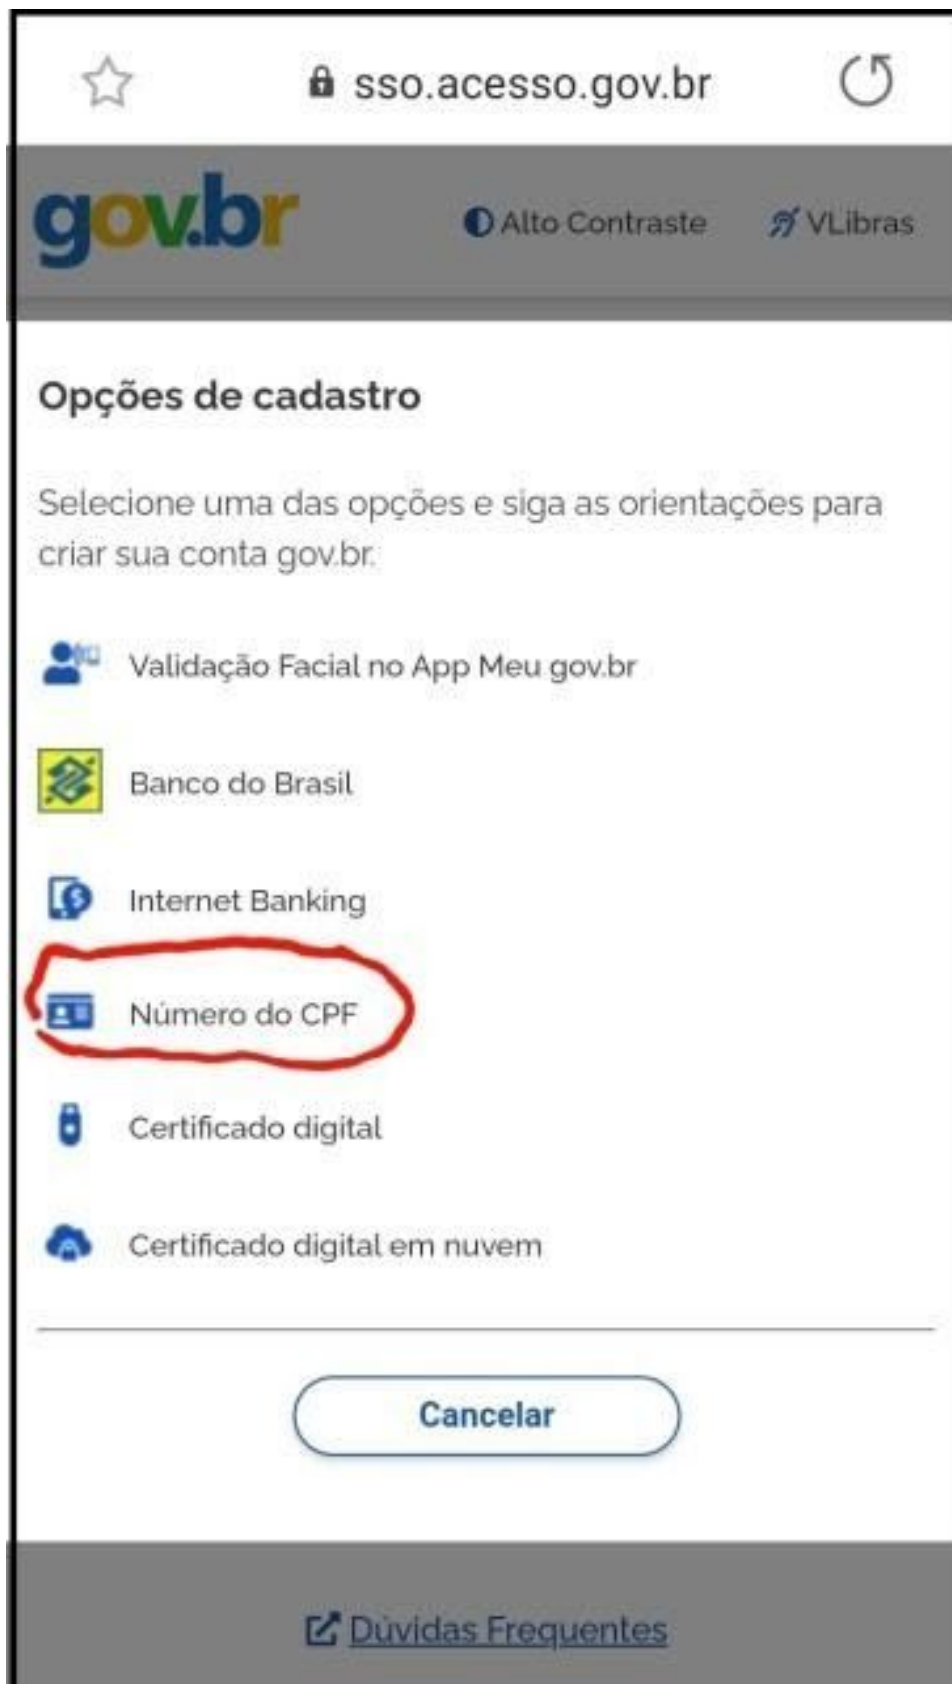 sso.acesso.gov.br
gov.br
Alto Contraste
VLibras
Opções de cadastro
Selecione uma das opções e siga as orientações para
criar sua conta gov.br.
Validação Facial no App Meu gov.br
Banco do Brasil
Internet Banking
Número do CPF
Certificado digital
Certificado digital em nuvem
Cancelar
Dúvidas Frequentes